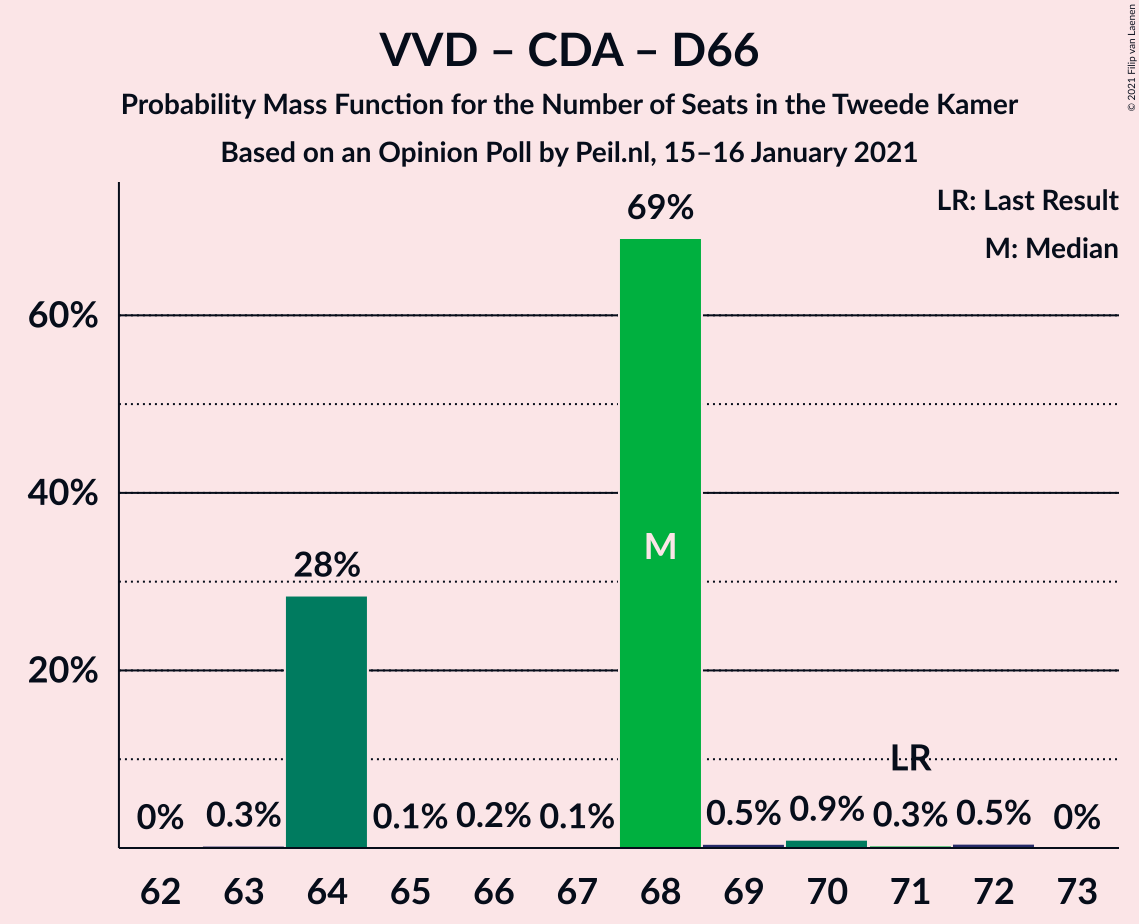 VVD – CDA – D66
Probability Mass Function for the Number of Seats in the Tweede Kamer
Based on an Opinion Poll by Peil.nl, 15–16 January 2021
© 2021 Filip van Laenen
LR: Last Result
M: Median
69%
60%
40%
M
28%
20%
LR
0% 0.3% 0.1% 0.2% 0.1% 0.5% 0.9% 0.3% 0.5% 0%
62 63 64 65 66 67 68 69 70 71 72 73